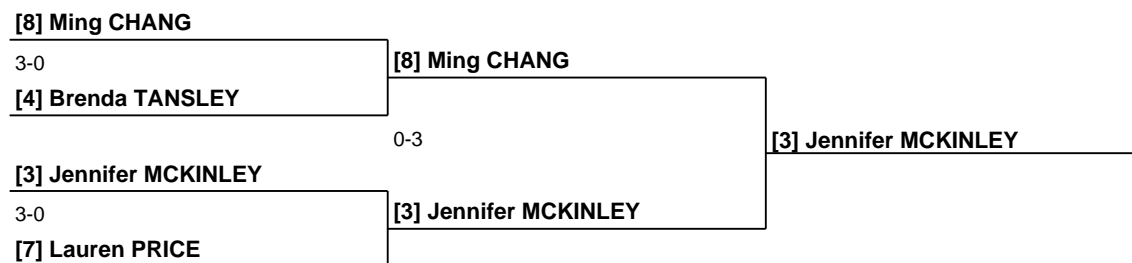 [8] Ming CHANG
3-0
[8] Ming CHANG
[4] Brenda TANSLEY
0-3
[3] Jennifer MCKINLEY
[3] Jennifer MCKINLEY
3-0
[3] Jennifer MCKINLEY
[7] Lauren PRICE